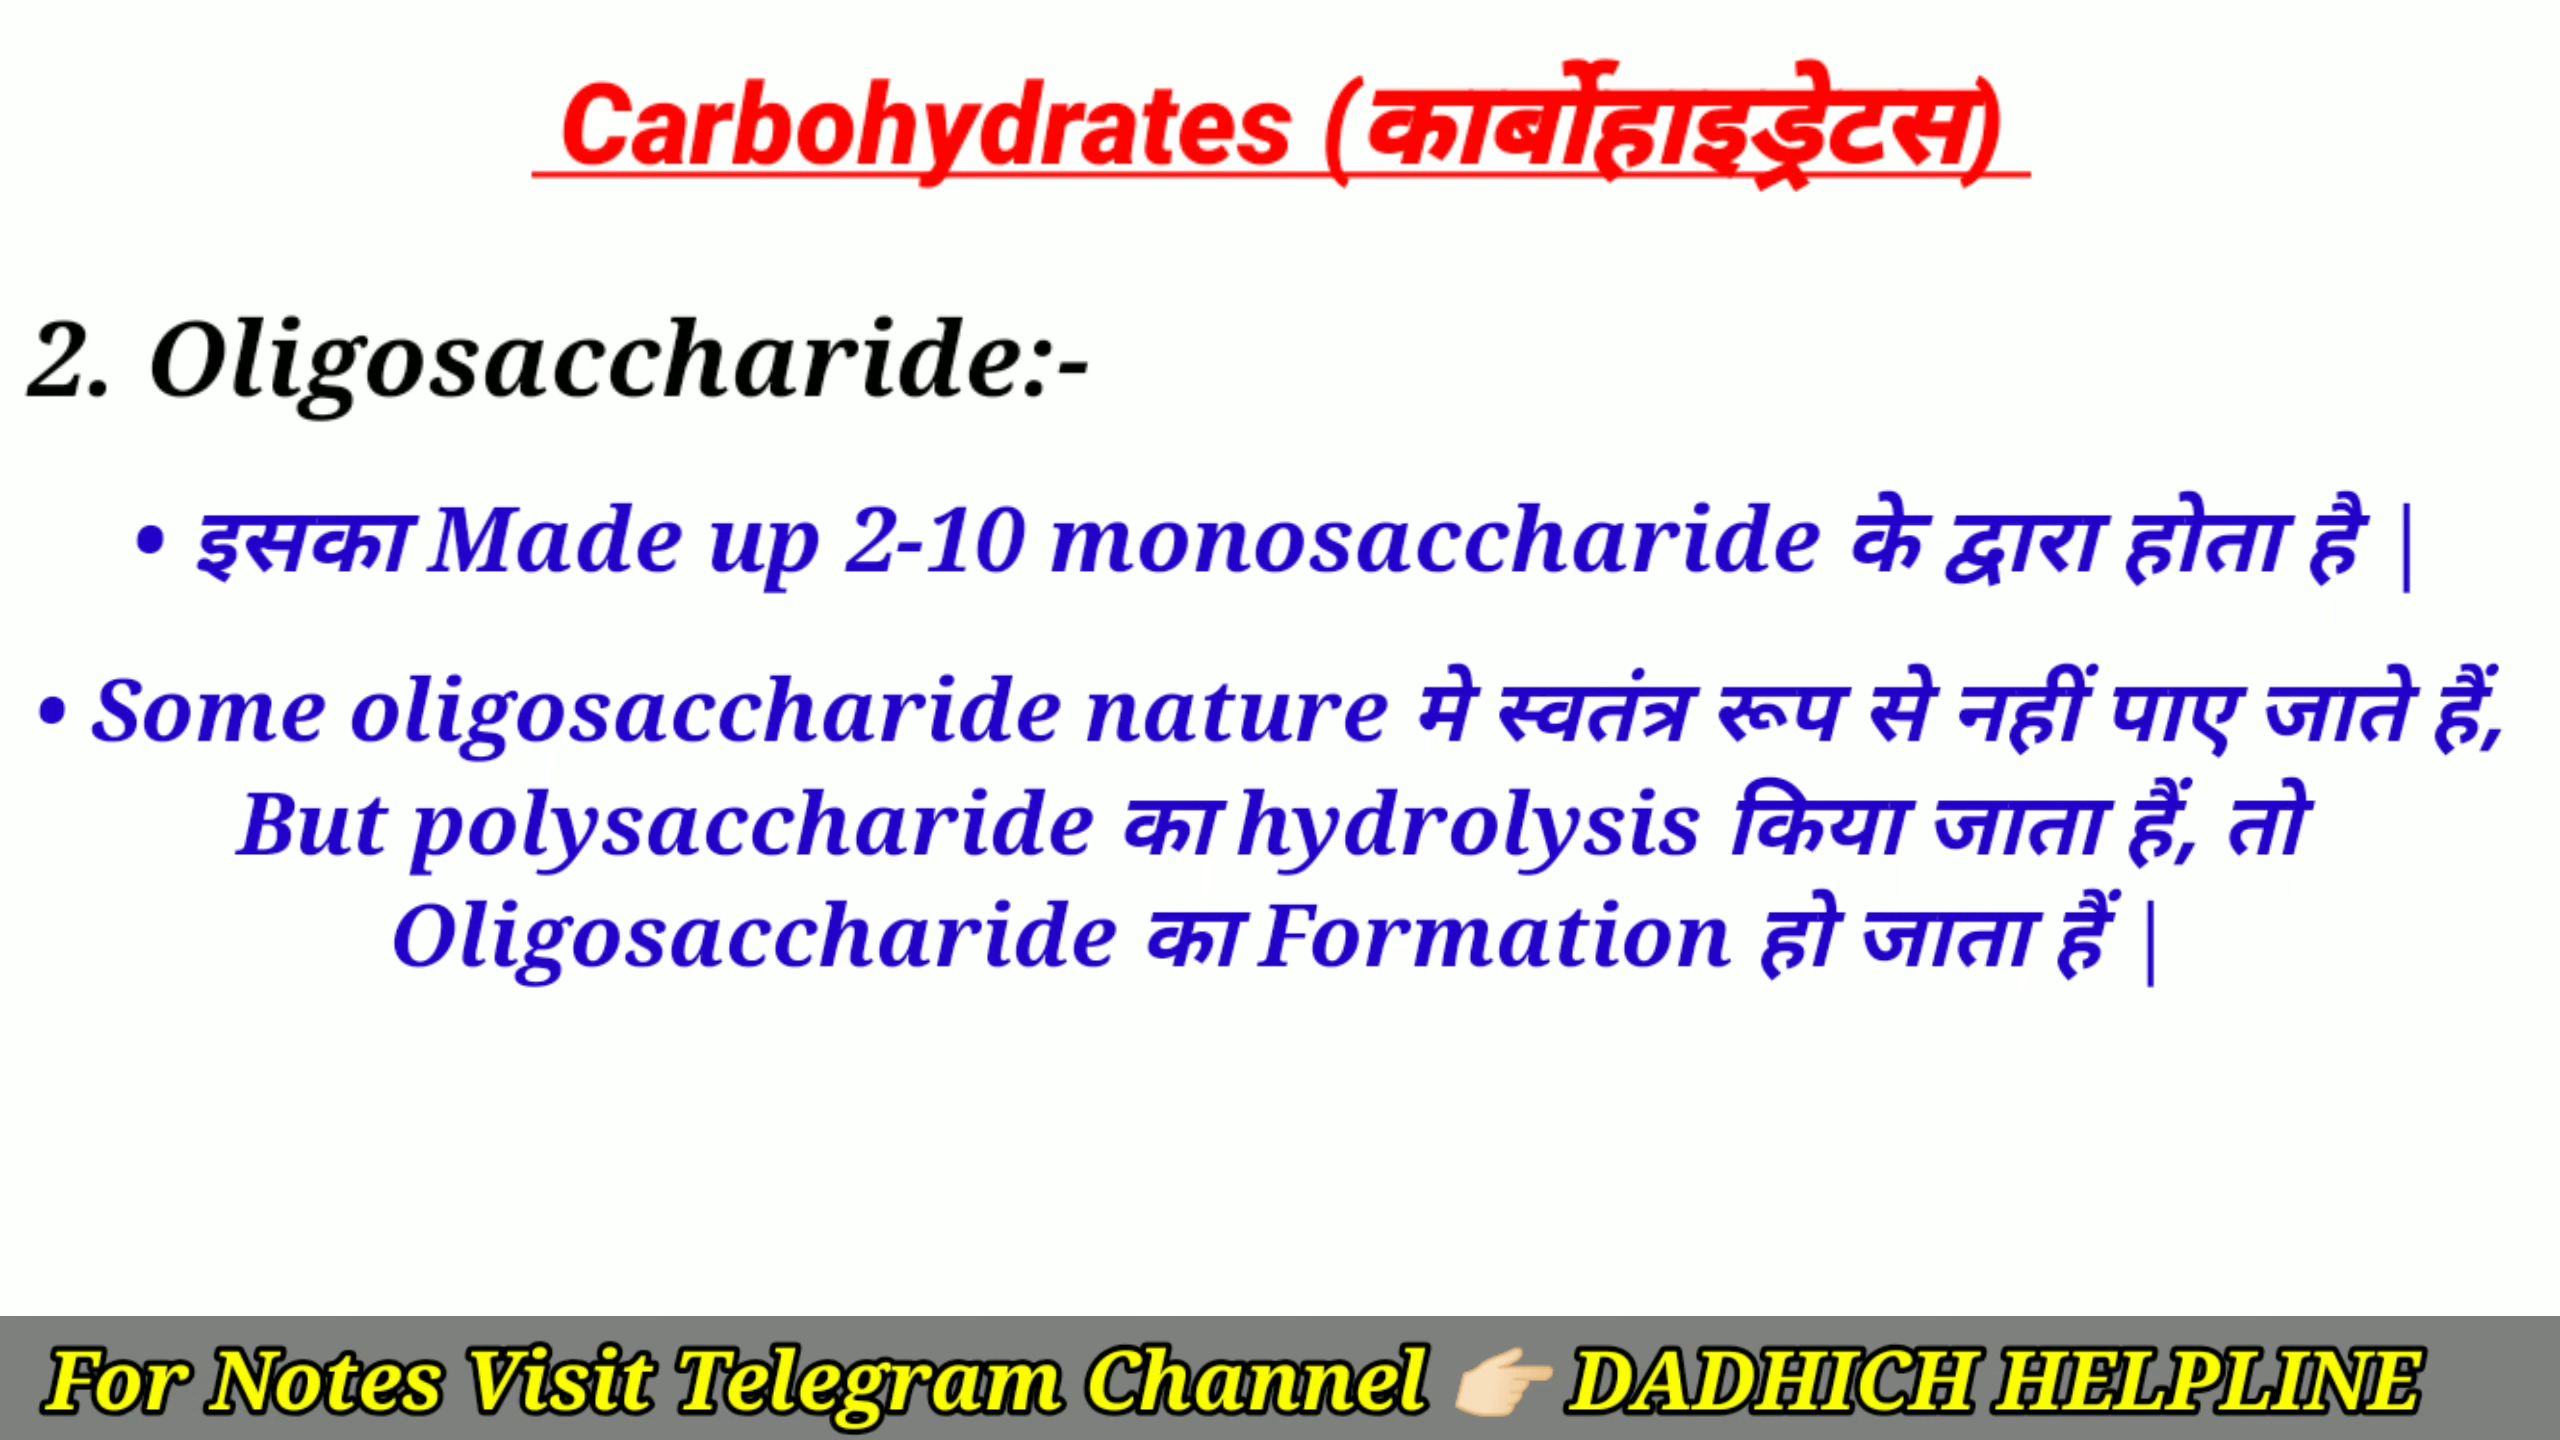 Carbohydrates (कार्बोहाइड्रेटस)
2. Oligosaccharide:-
• इसका Made up 2-10 monosaccharide के द्वारा होता है |
• Some oligosaccharide nature मे स्वतंत्र रूप से नहीं पाए जाते हैं,
But polysaccharide का hydrolysis किया जाता हैं, तो
Oligosaccharide का Formation हो जाता हैं |
For Notes Visit Telegram Channel 👉🏻 DADHICH HELPLINE